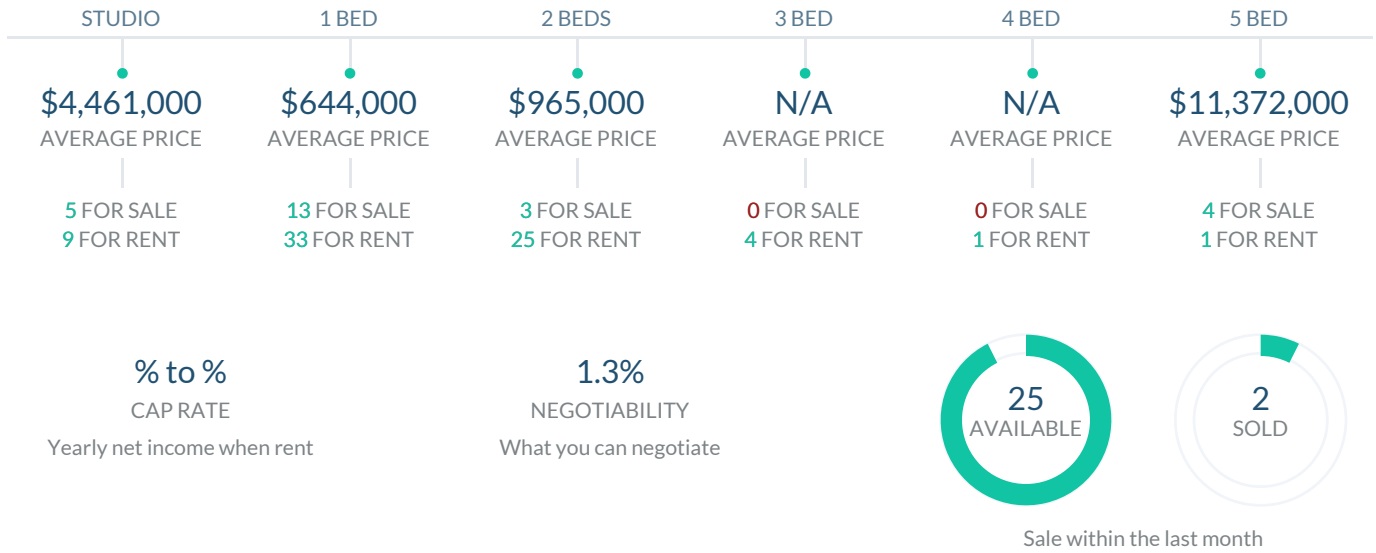 STUDIO
1 BED
2 BEDS
3 BED
4 BED
5 BED
$4,461,000
$644,000
$965,000
N/A
N/A
$11,372,000
AVERAGE PRICE
AVERAGE PRICE
AVERAGE PRICE
AVERAGE PRICE
AVERAGE PRICE
AVERAGE PRICE
5 FOR SALE
13 FOR SALE
3 FOR SALE
0 FOR SALE
0 FOR SALE
4 FOR SALE
9 FOR RENT
33 FOR RENT
25 FOR RENT
4 FOR RENT
1 FOR RENT
1 FOR RENT
% to %
CAP RATE
Yearly net income when rent
1.3%
NEGOTIABILITY
What you can negotiate
25
AVAILABLE
2
SOLD
Sale within the last month